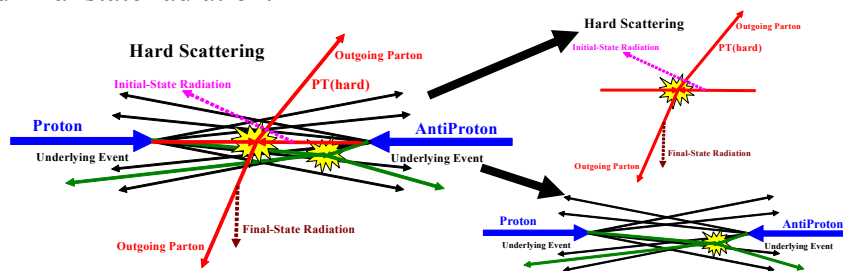 Hard Scattering
Outgoing Parton
Initial-State Radiation
PT(hard)
Proton
AntiProton
Underlying Event
Underlying Event
Final-State Radiation
Outgoing Parton
Hard Scattering
Outgoing Parton
Initial-State Radiation
PT(hard)
Final-State Radiation
Outgoing Parton
Proton
AntiProton
Underlying Event
Underlying Event